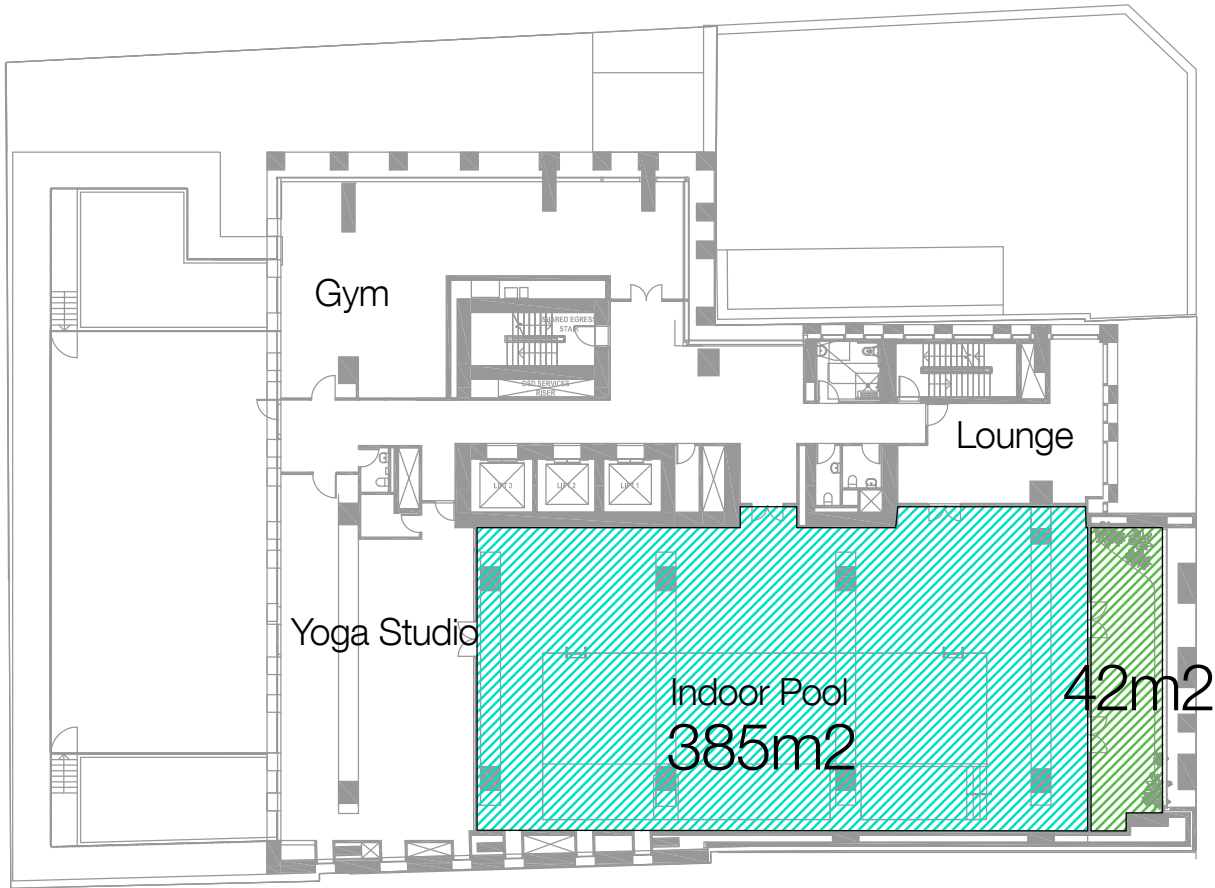 Gym
SHARED EGRESS
STAIR
OSD SERVICES
RISER
Lounge
LIFT 3
LIFT 2
LIFT 1
Yoga Studio
Indoor Pool
385m2
42m2